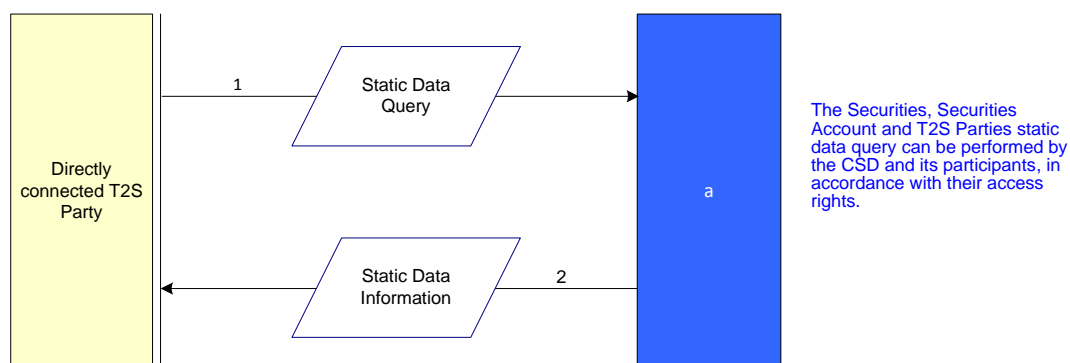 Directly
connected T2S
Party
1
Static Data
Query
a
The Securities, Securities
Account and T2S Parties static
data query can be performed by
the CSD and its participants, in
accordance with their access
rights.
Static Data
Information
2